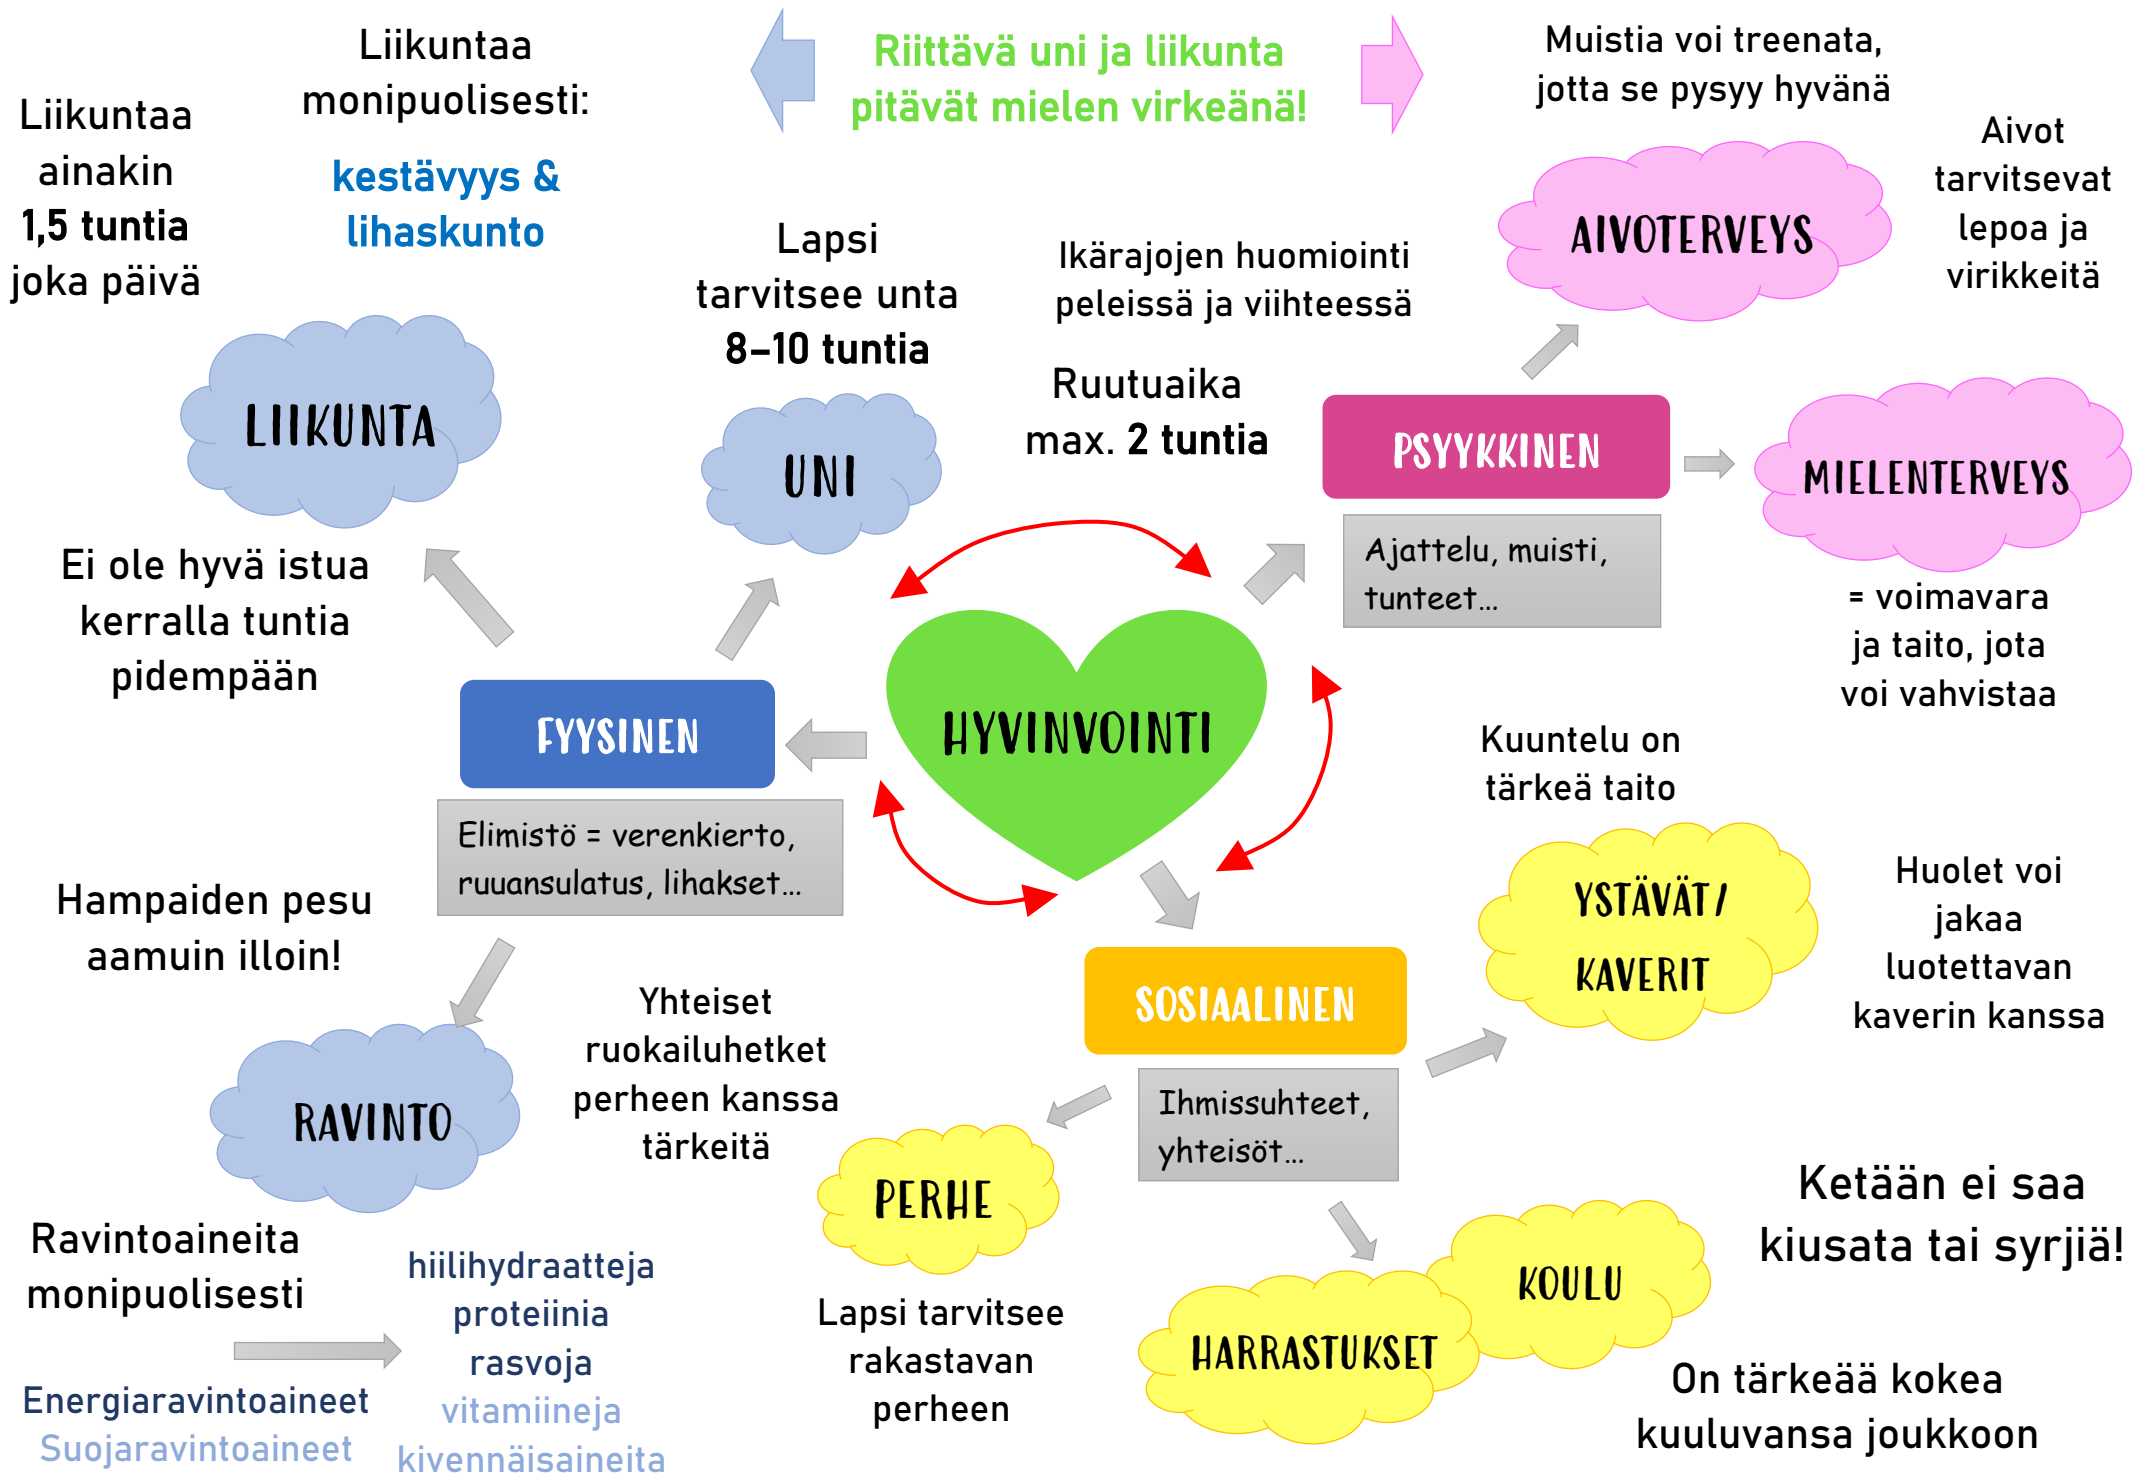 Riittävä uni ja liikunta
pitävät mielen virkeänä!
Liikuntaa
ainakin
1,5 tuntia
joka päivä
Liikuntaa
monipuolisesti:
kestävyys &
lihaskunto
LIIKUNTA
Ei ole hyvä istua
kerralla tuntia
pidempään
Lapsi
tarvitsee unta
8–10 tuntia
UNI
Ikärajojen huomiointi
peleissä ja viihteessä
Ruutuaika
max. 2 tuntia
Muistia voi treenata,
jotta se pysyy hyvänä
AIVOTERVEYS
Aivot
tarvitsevat
lepoa ja
virikkeitä
PSYYKKINEN
Ajattelu, muisti,
tunteet…
MIELENTERVEYS
= voimavara
ja taito, jota
voi vahvistaa
HYVINVOINTI
FYYSINEN
Elimistö = verenkierto,
ruuansulatus, lihakset…
Hampaiden pesu
aamuin illoin!
RAVINTO
Yhteiset
ruokailuhetket
perheen kanssa
tärkeitä
Ravintoaineita
monipuolisesti
Energiaravintoaineet
Suojaravintoaineet
hiilihydraatteja
proteiinia
rasvoja
vitamiineja
kivennäisaineita
SOSIAALINEN
Ihmissuhteet,
yhteisöt…
Kuuntelu on
tärkeä taito
YSTÄVÄT/
KAVERIT
Huolet voi
jakaa
luotettavan
kaverin kanssa
PERHE
Lapsi tarvitsee
rakastavan
perheen
KOULU
HARRASTUKSET
Ketään ei saa
kiusata tai syrjiä!
On tärkeää kokea
kuuluvansa joukkoon